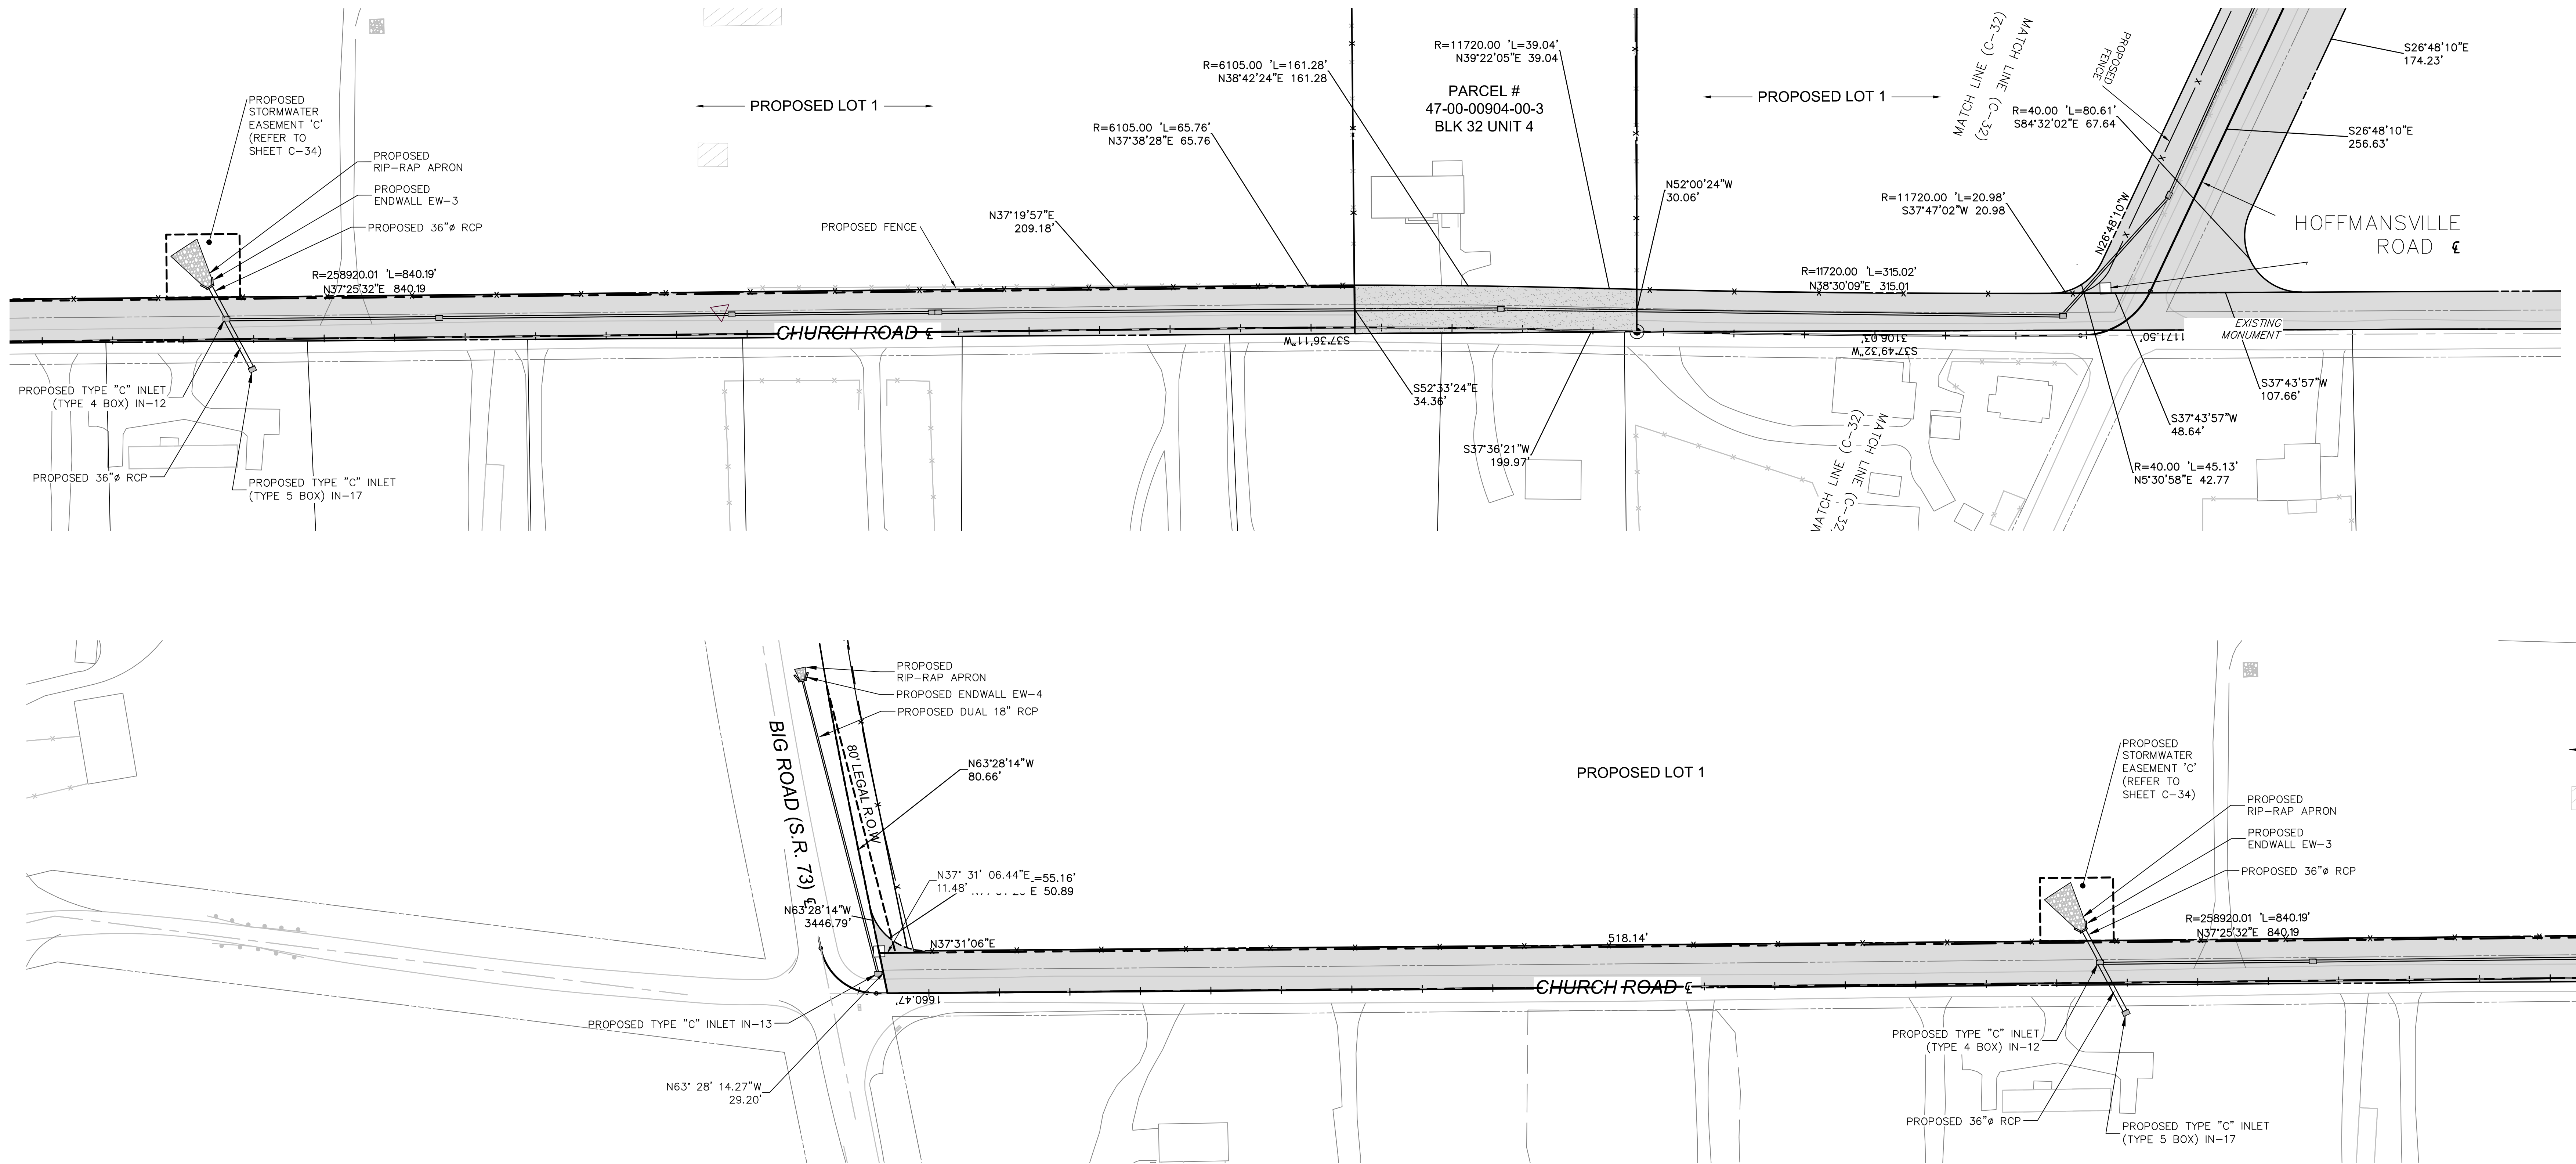 PROPOSED
STORMWATER
EASEMENT 'C'
(REFER TO
SHEET C-34)
PROPOSED
RIP-RAP APRON
PROPOSED
ENDWALL EW-3
PROPOSED 36"ø RCP
R=258920.01 'L=840.19'
N37°25'32"E 840.19
PROPOSED LOT 1
PROPOSED FENCE
N37°19'57"E
209.18'
R=6105.00 'L=65.76'
N37°38'28"E 65.76
R=6105.00 'L=161.28'
N38°42'24"E 161.28
R=11720.00 'L=39.04'
N39°22'05"E 39.04
PARCEL #
47-00-00904-00-3
BLK 32 UNIT 4
N52°00'24"W
30.06'
PROPOSED LOT 1
MATCH LINE (C-32)
MATCH LINE (C-32)
PROPOSED
FENCE
R=40.00 'L=80.61'
S84°32'02"E 67.64
S26°48'10"E
174.23'
S26°48'10"E
256.63'
R=11720.00 'L=20.98'
S37°47'02"W 20.98
N26°48'10"W
HOFFMANSVILLE
ROAD ℄
R=11720.00 'L=315.02'
N38°30'09"E 315.01
CHURCH ROAD ℄
S37°36'11"W
3106.03'
S37°49'32"W
1171.50'
EXISTING
MONUMENT
PROPOSED TYPE "C" INLET
(TYPE 4 BOX) IN-12
PROPOSED 36"ø RCP
PROPOSED TYPE "C" INLET
(TYPE 5 BOX) IN-17
S52°33'24"E
34.36'
S37°36'21"W
199.97'
MATCH LINE (C-32)
MATCH LINE (C-32)
S37°43'57"W
107.66'
S37°43'57"W
48.64'
R=40.00 'L=45.13'
N5°30'58"E 42.77
PROPOSED
RIP-RAP APRON
PROPOSED ENDWALL EW-4
PROPOSED DUAL 18" RCP
BIG ROAD (S.R. 73) ℄
80' LEGAL R.O.W
N63°28'14"W
80.66'
N37° 31' 06.44"E
11.48'
L=55.16'
E 50.89
N63°28'14"W
3446.79'
N37°31'06"E
518.14'
PROPOSED LOT 1
PROPOSED
STORMWATER
EASEMENT 'C'
(REFER TO
SHEET C-34)
PROPOSED
RIP-RAP APRON
PROPOSED
ENDWALL EW-3
PROPOSED 36"ø RCP
R=258920.01 'L=840.19'
N37°25'32"E 840.19
CHURCH ROAD ℄
1660.47'
PROPOSED TYPE "C" INLET IN-13
N63° 28' 14.27"W
29.20'
PROPOSED TYPE "C" INLET
(TYPE 4 BOX) IN-12
PROPOSED 36"ø RCP
PROPOSED TYPE "C" INLET
(TYPE 5 BOX) IN-17